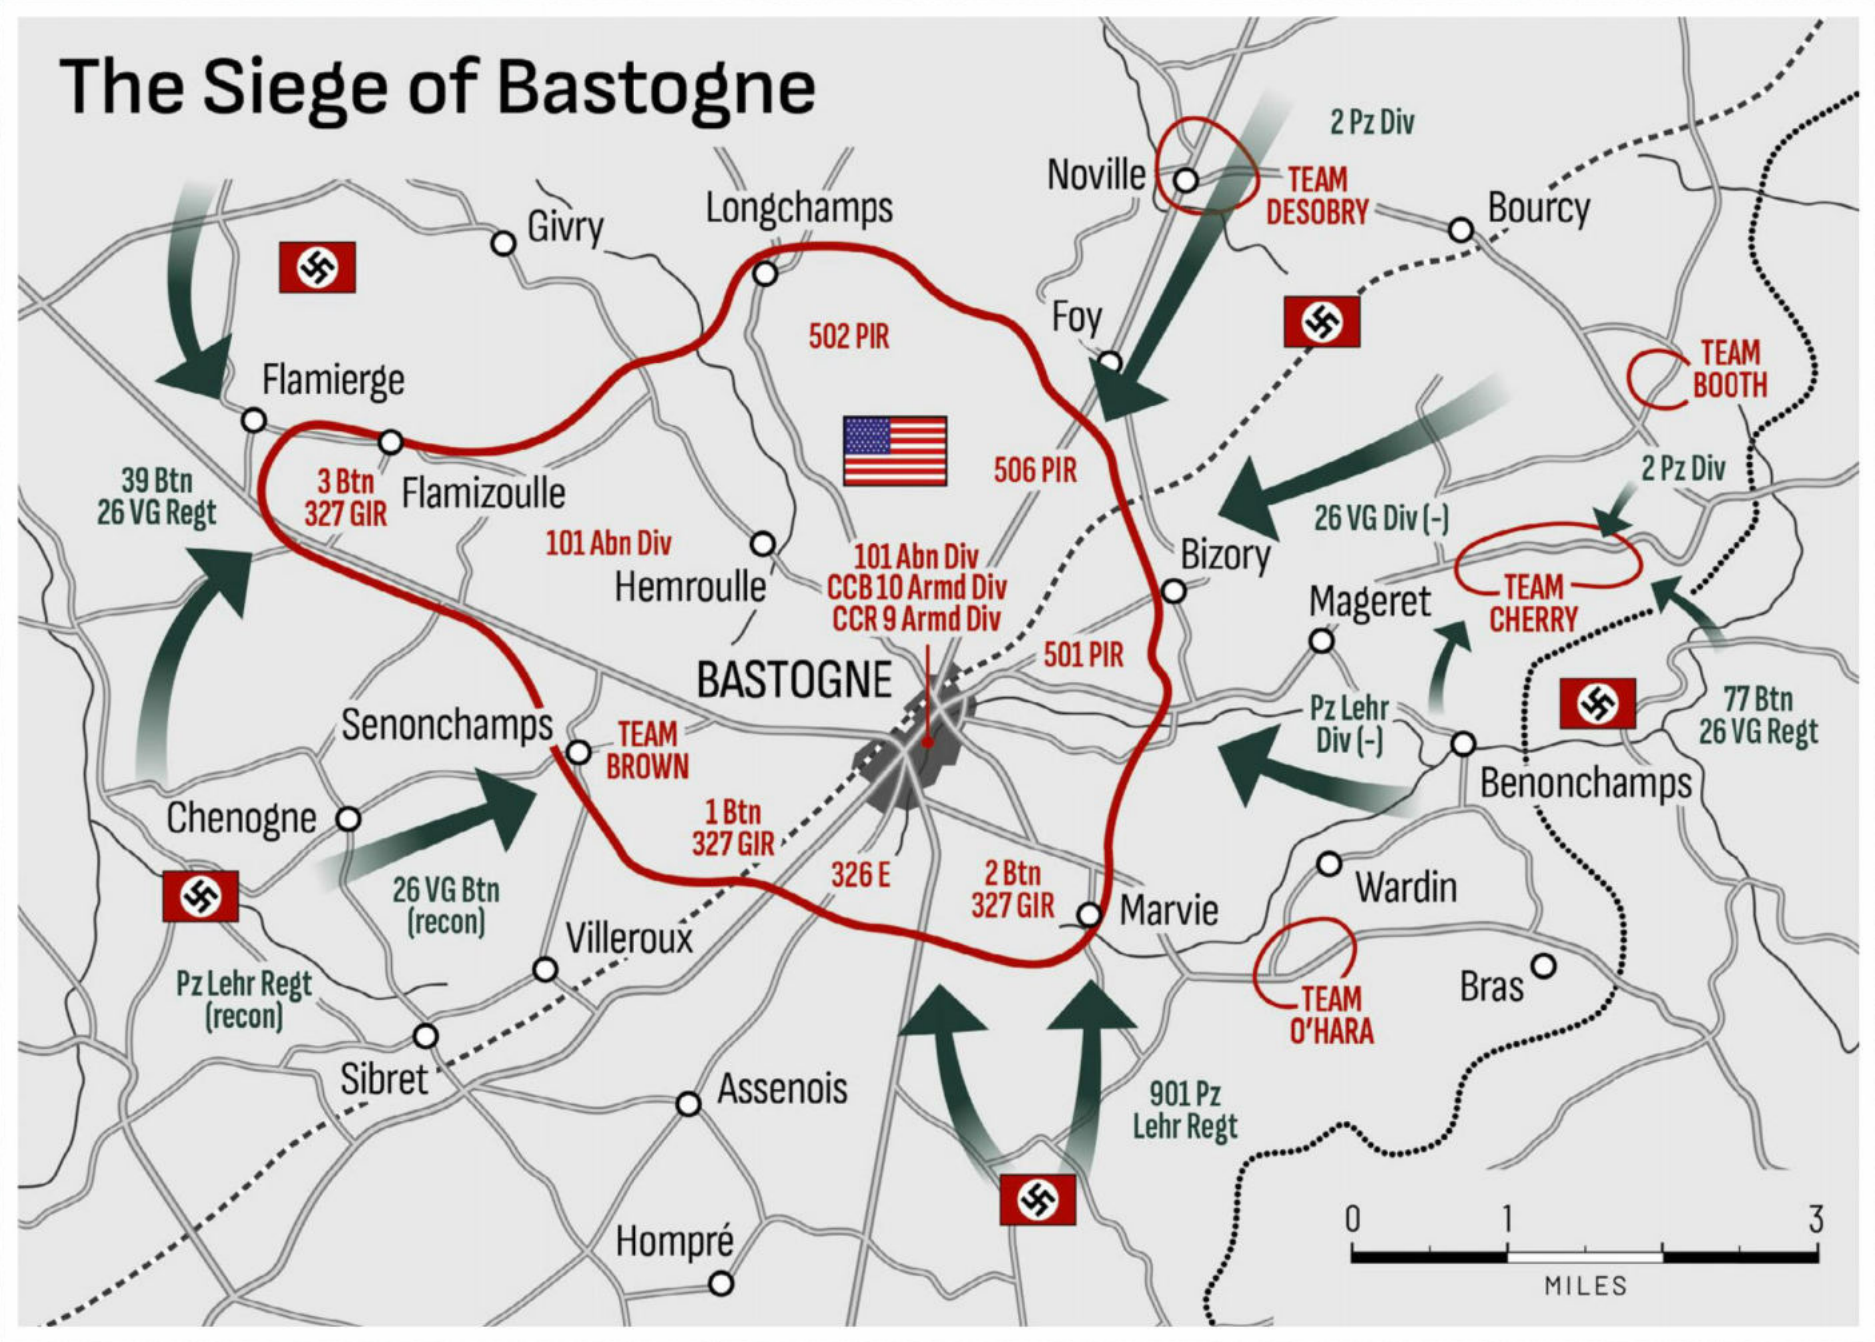 The Siege of Bastogne
2 Pz Div
Noville
TEAM
DESOBRY
Bourcy
Longchamps
Givry
Foy
502 PIR
TEAM
BOOTH
Flamierge
39 Btn
26 VG Regt
3 Btn
327 GIR
Flamizoulle
506 PIR
2 Pz Div
26 VG Div (-)
101 Abn Div
Hemroulle
101 Abn Div
CCB 10 Armd Div
CCR 9 Armd Div
Bizory
Mageret
TEAM
CHERRY
BASTOGNE
501 PIR
Senonchamps
TEAM
BROWN
Pz Lehr
Div (-)
77 Btn
26 VG Regt
Benonchamps
Chenogne
1 Btn
327 GIR
326 E
2 Btn
327 GIR
Marvie
Wardin
26 VG Btn
(recon)
Villeroux
Pz Lehr Regt
(recon)
Bras
TEAM
O'HARA
Sibret
Assenois
901 Pz
Lehr Regt
Hompré
0 1 3
MILES